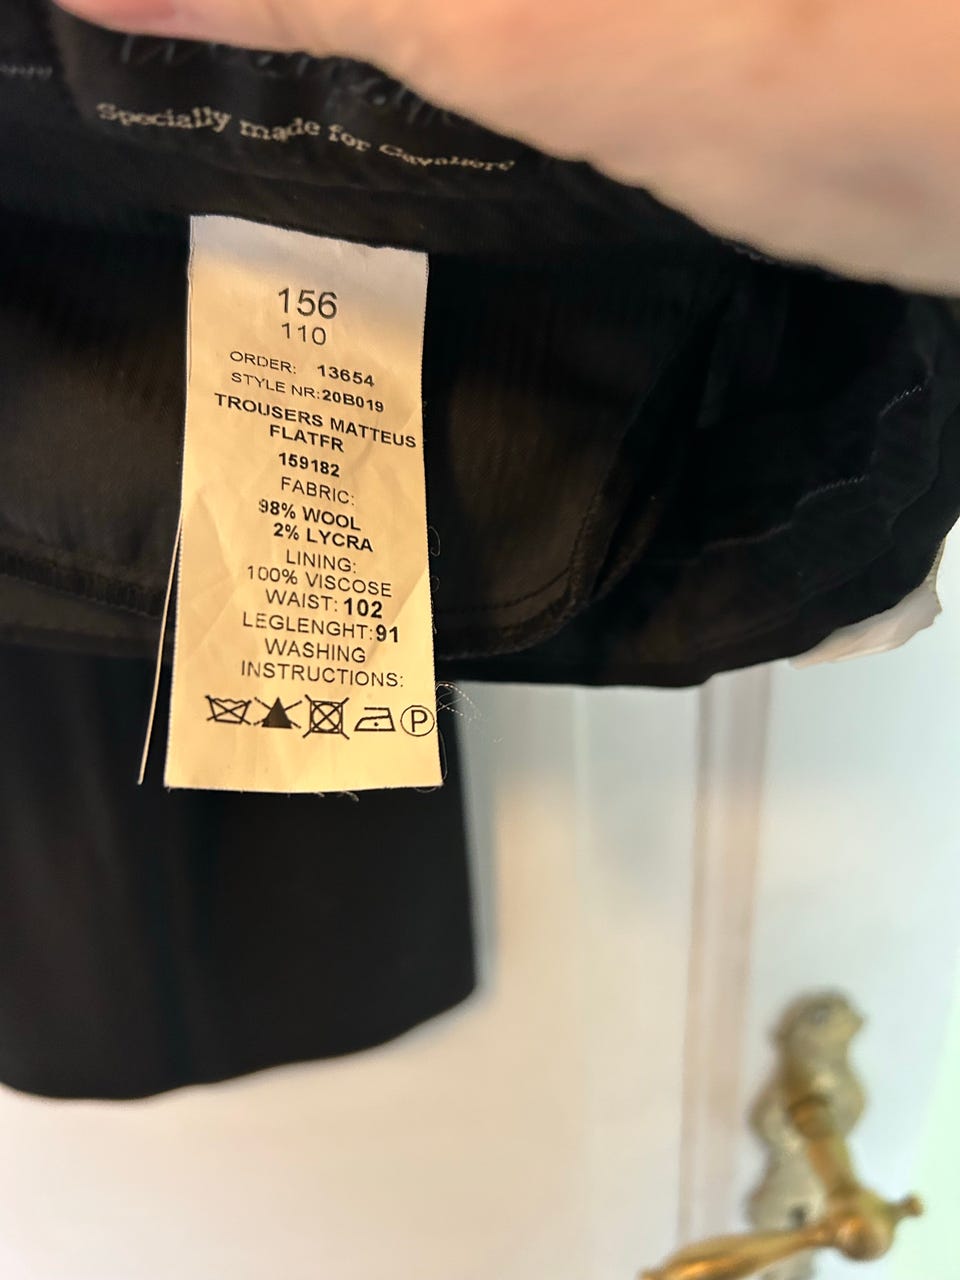 Specially made for Cavaliere
156
110
ORDER: 13654
STYLE NR:20B019
TROUSERS MATTEUS
FLATFR
159182
FABRIC:
98% WOOL
2% LYCRA
LINING:
100% VISCOSE
WAIST: 102
LEGLENGHT: 91
WASHING
INSTRUCTIONS:
P